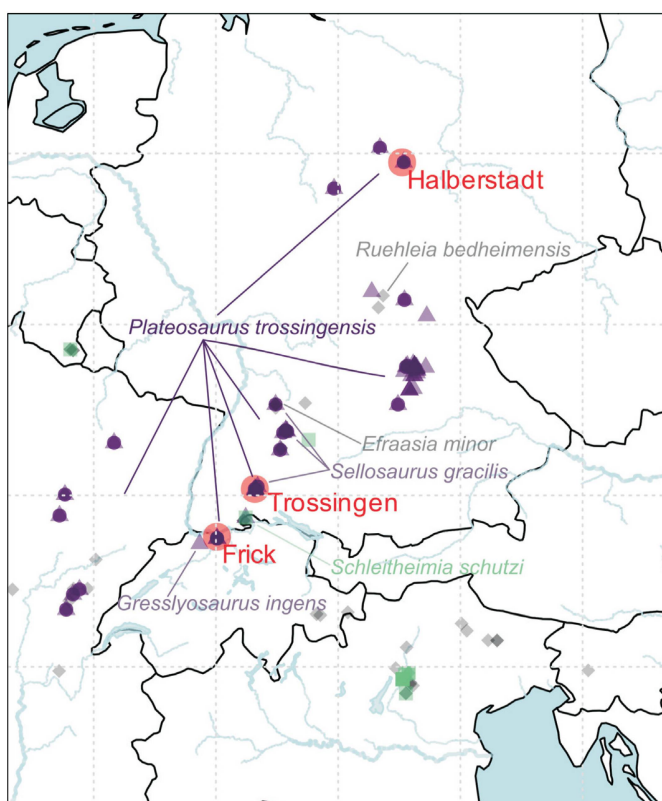 Halberstadt
Ruehleia bedheimensis
Plateosaurus trossingensis
Efraasia minor
Sellosaurus gracilis
Trossingen
Frick
Schleitheimia schutzi
Gresslyosaurus ingens